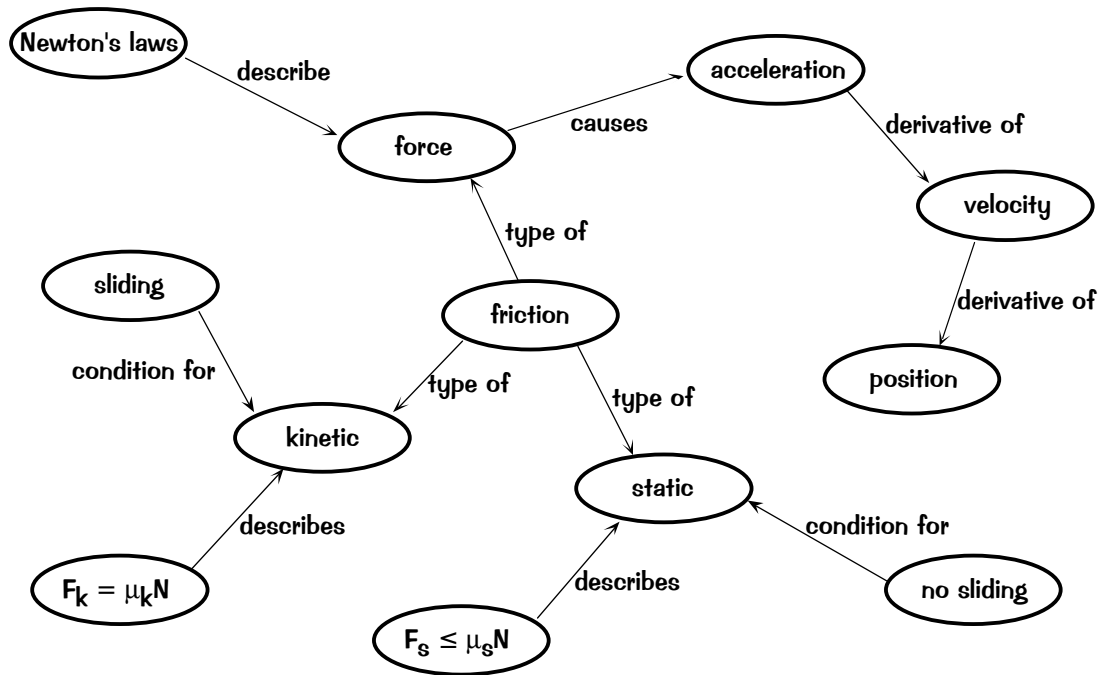 Newton's laws
describe
acceleration
causes
force
derivative of
velocity
type of
sliding
friction
derivative of
condition for
type of
type of
position
kinetic
static
describes
condition for
F_k = μ_kN
describes
no sliding
F_s ≤ μ_sN